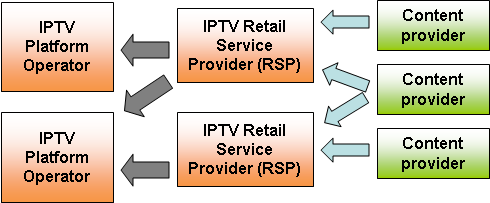 IPTV
Platform
Operator
IPTV Retail
Service
Provider (RSP)
Content
provider
Content
provider
IPTV
Platform
Operator
IPTV Retail
Service
Provider (RSP)
Content
provider